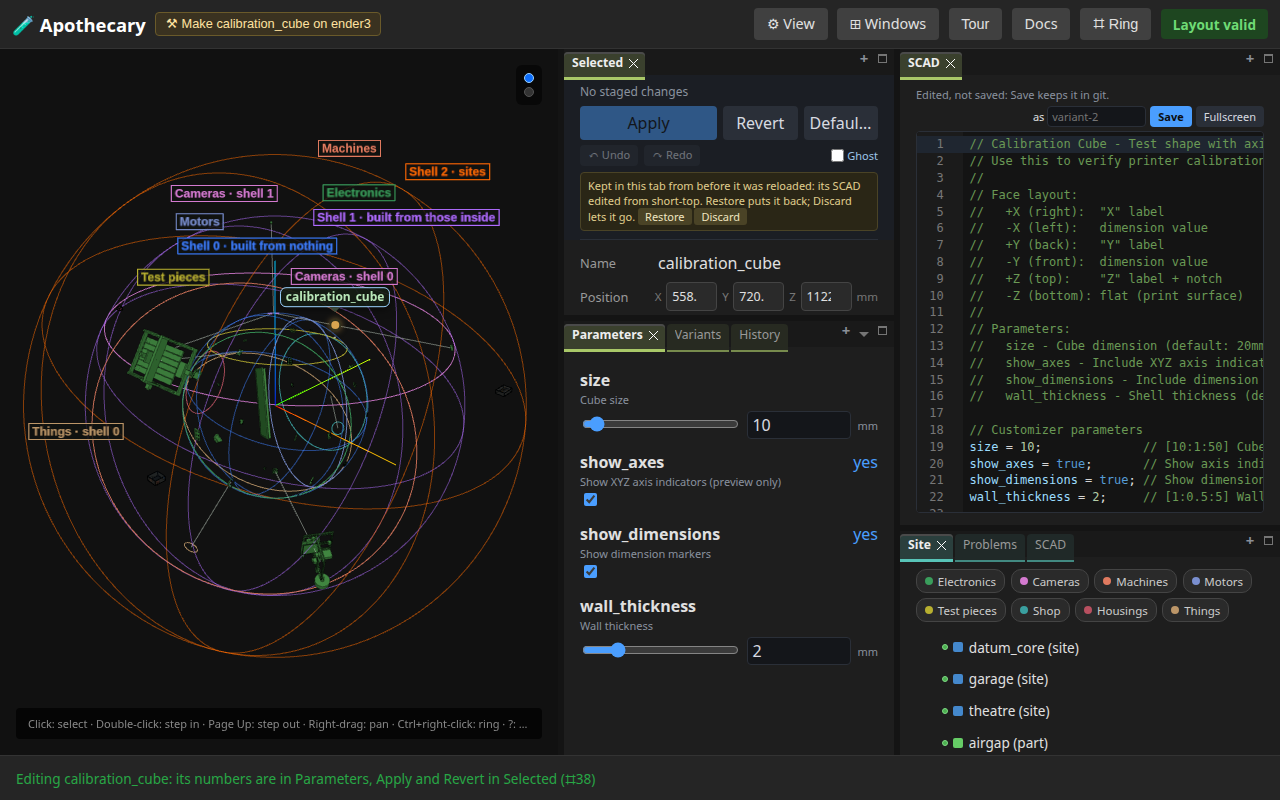 Apothecary
⚒ Make calibration_cube on ender3
⚙ View
⊞ Windows
Tour
Docs
⌗ Ring
Layout valid
Machines
Shell 2 · sites
Cameras · shell 1
Electronics
Motors
Shell 1 · built from those inside
Shell 0 · built from nothing
Test pieces
Cameras · shell 0
calibration_cube
Things · shell 0
Click: select · Double-click: step in · Page Up: step out · Right-drag: pan · Ctrl+right-click: ring · ?: ...
Selected
No staged changes
Apply
Revert
Defaul...
↶ Undo
↷ Redo
Ghost
Kept in this tab from before it was reloaded: its SCAD
edited from short-top. Restore puts it back; Discard
lets it go. Restore Discard
Name calibration_cube
Position X 558. Y 720. Z 1122 mm
Parameters
Variants
History
size
Cube size
10 mm
show_axes yes
Show XYZ axis indicators (preview only)
show_dimensions yes
Show dimension markers
wall_thickness
Wall thickness
2 mm
SCAD
Edited, not saved: Save keeps it in git.
as variant-2 Save Fullscreen
1 // Calibration Cube - Test shape with axi
2 // Use this to verify printer calibration
3 //
4 // Face layout:
5 // +X (right): "X" label
6 // -X (left): dimension value
7 // +Y (back): "Y" label
8 // -Y (front): dimension value
9 // +Z (top): "Z" label + notch
10 // -Z (bottom): flat (print surface)
11 //
12 // Parameters:
13 // size - Cube dimension (default: 20mm
14 // show_axes - Include XYZ axis indicat
15 // show_dimensions - Include dimension
16 // wall_thickness - Shell thickness (de
17
18 // Customizer parameters
19 size = 10; // [10:1:50] Cube
20 show_axes = true; // Show axis indi
21 show_dimensions = true; // Show dimension
22 wall_thickness = 2; // [1:0.5:5] Wall
Site
Problems
SCAD
Electronics
Cameras
Machines
Motors
Test pieces
Shop
Housings
Things
datum_core (site)
garage (site)
theatre (site)
airgap (part)
Editing calibration_cube: its numbers are in Parameters, Apply and Revert in Selected (⌗38)